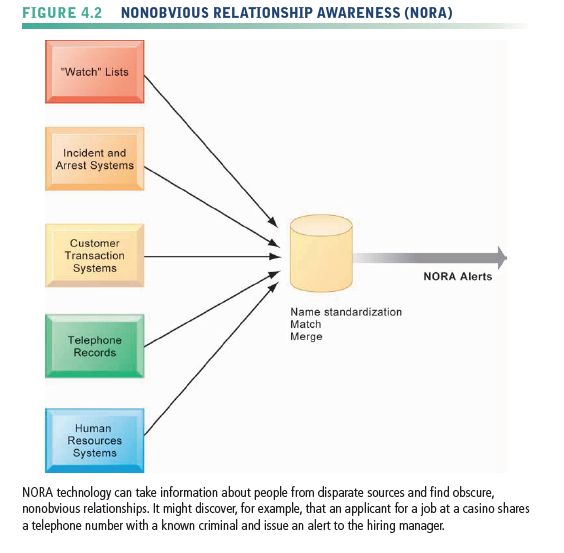 FIGURE 4.2 NONOBVIOUS RELATIONSHIP AWARENESS (NORA)
"Watch" Lists
Incident and
Arrest Systems
Customer
Transaction
Systems
Telephone
Records
Human
Resources
Systems
Name standardization
Match
Merge
NORA Alerts
NORA technology can take information about people from disparate sources and find obscure,
nonobvious relationships. It might discover, for example, that an applicant for a job at a casino shares
a telephone number with a known criminal and issue an alert to the hiring manager.